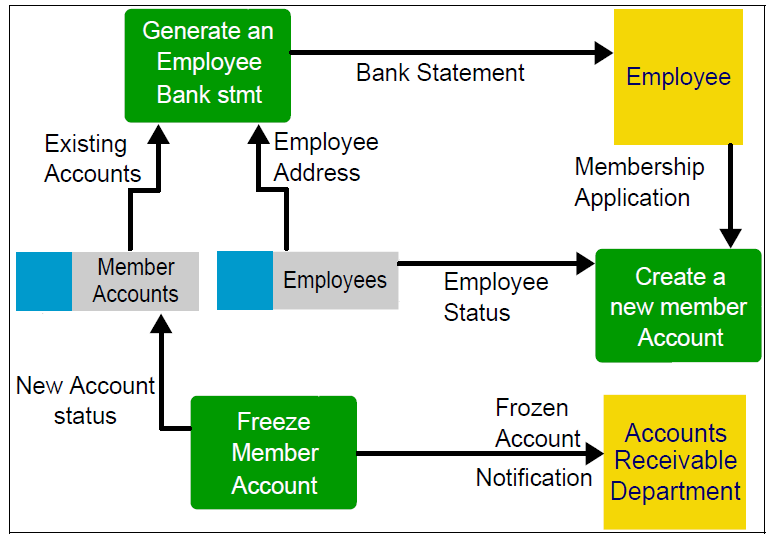 Generate an
Employee
Bank stmt
Bank Statement
Employee
Existing
Accounts
Employee
Address
Membership
Application
Member
Accounts
Employees
Employee
Status
Create a
new member
Account
New Account
status
Freeze
Member
Account
Frozen
Account
Notification
Accounts
Receivable
Department